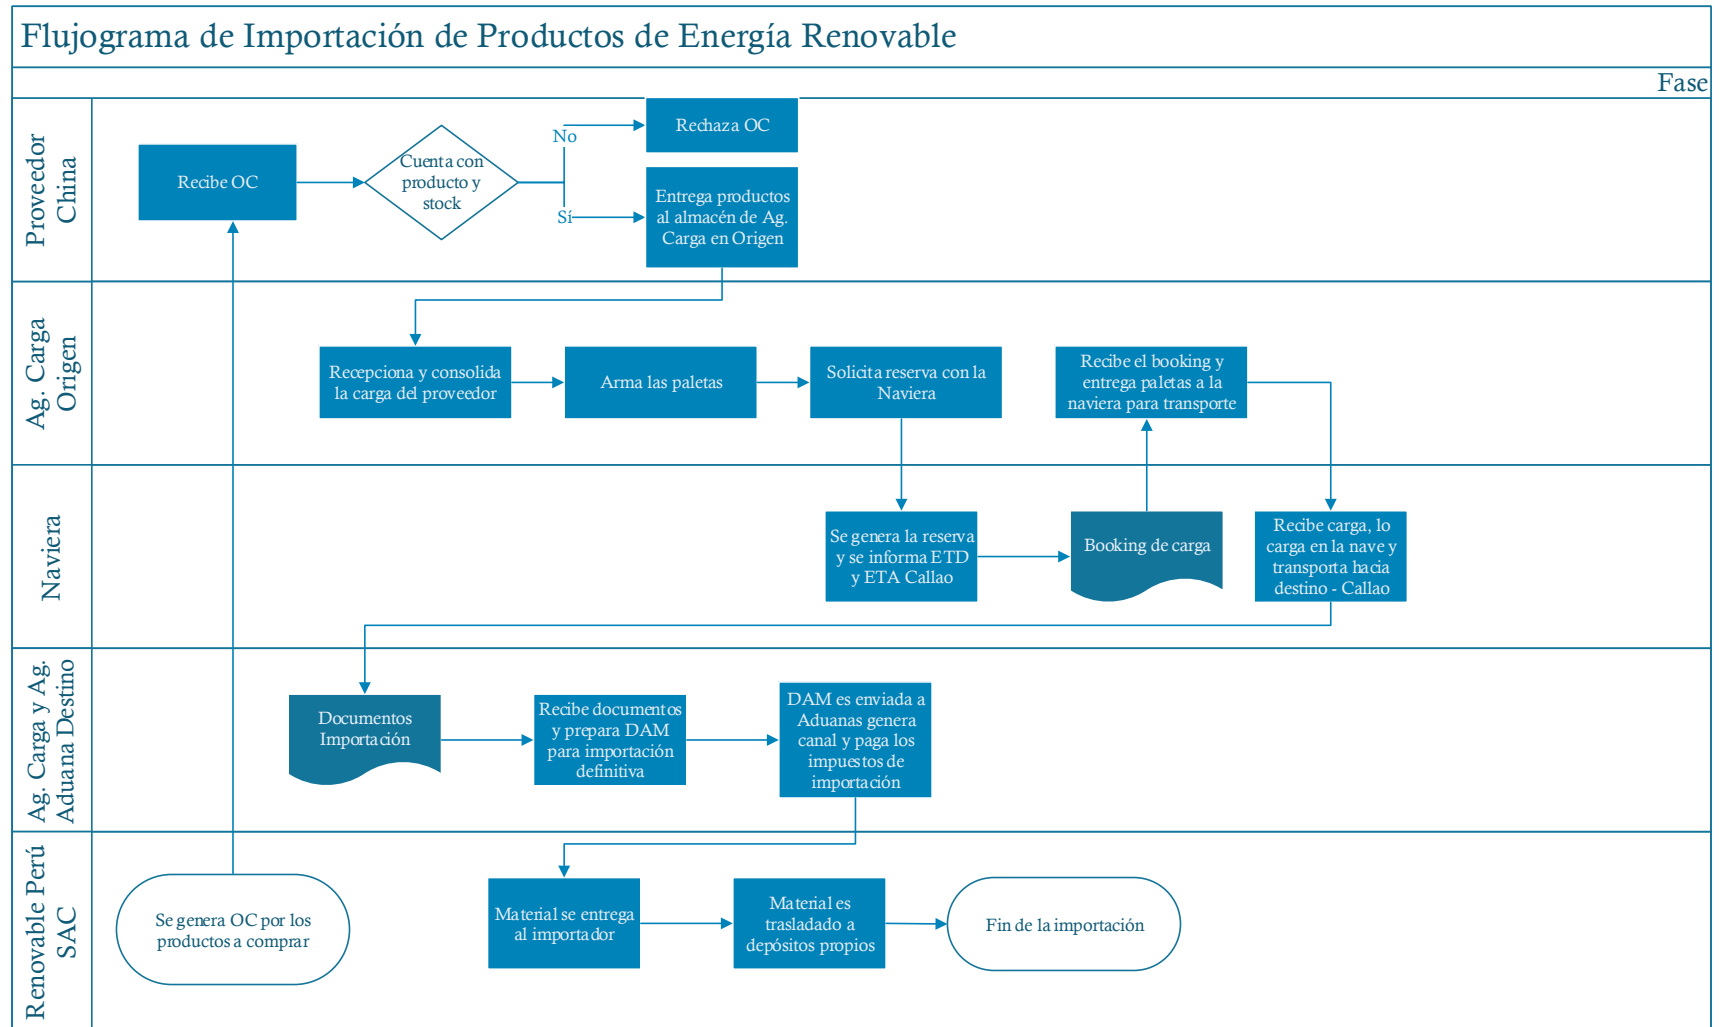 Flujograma de Importación de Productos de Energía Renovable
Fase
Proveedor
China
Recibe OC
Cuenta con
producto y
stock
No
Sí
Rechaza OC
Entrega productos
al almacén de Ag.
Carga en Origen
Ag. Carga
Origen
Recepciona y consolida
la carga del proveedor
Arma las paletas
Solicita reserva con la
Naviera
Recibe el booking y
entrega paletas a la
naviera para transporte
Naviera
Se genera la reserva
y se informa ETD
y ETA Callao
Booking de carga
Recibe carga, lo
carga en la nave y
transporta hacia
destino - Callao
Ag. Carga y Ag.
Aduana Destino
Documentos
Importación
Recibe documentos
y prepara DAM
para importación
definitiva
DAM es enviada a
Aduanas genera
canal y paga los
impuestos de
importación
Renovable Perú
SAC
Se genera OC por los
productos a comprar
Material se entrega
al importador
Material es
trasladado a
depósitos propios
Fin de la importación